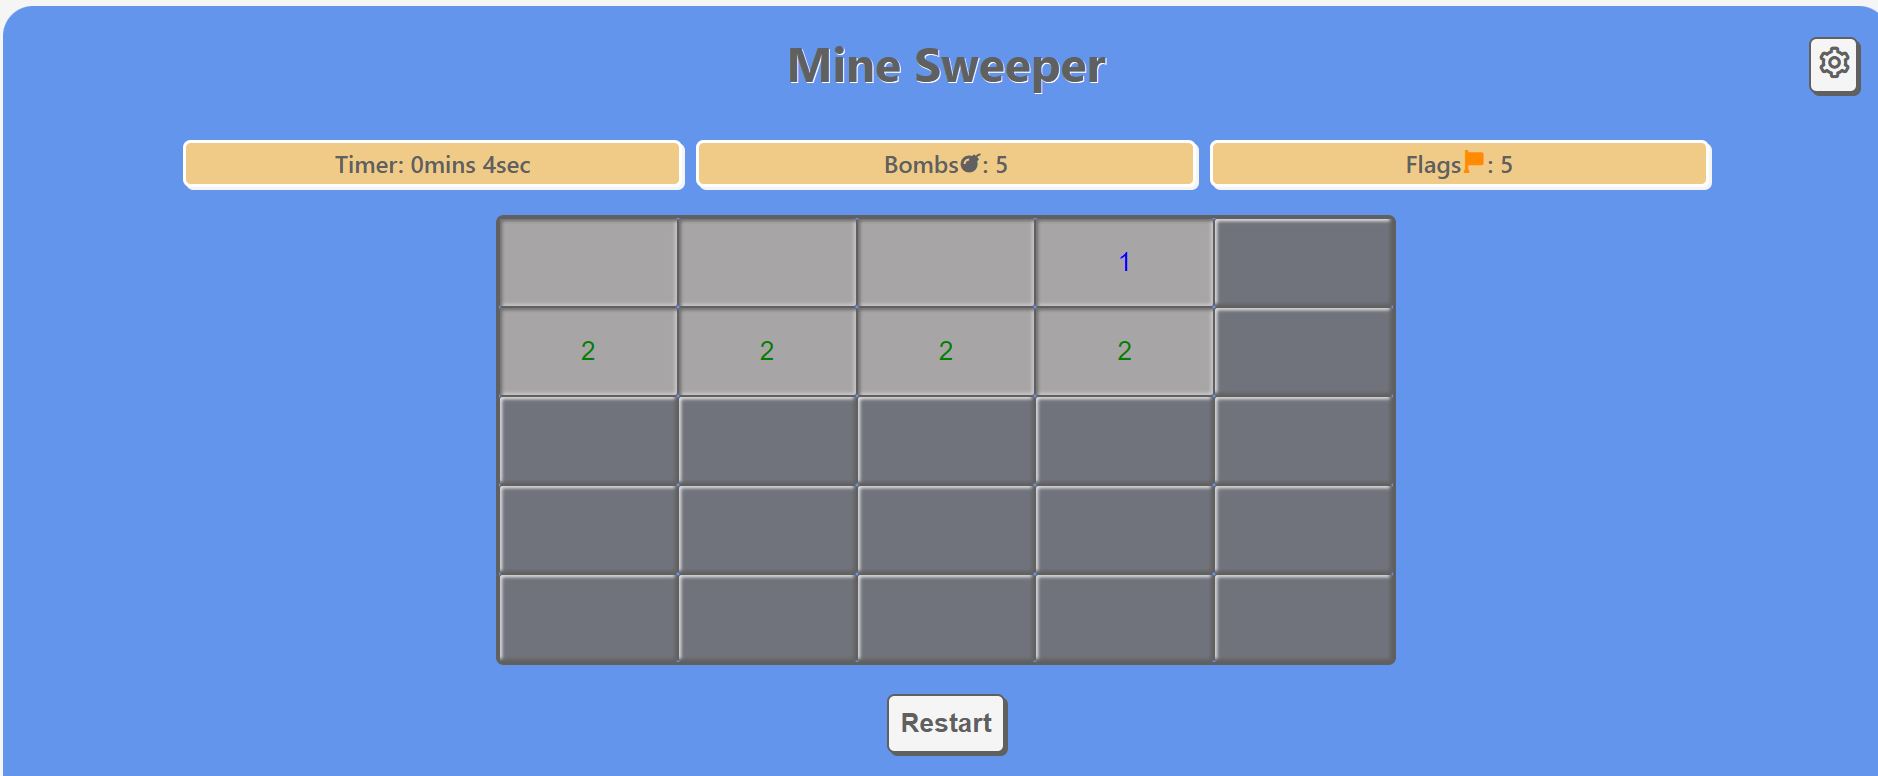 Mine Sweeper
Timer: 0mins 4sec
Bombs💣: 5
Flags🚩: 5
1
2 2 2 2
Restart